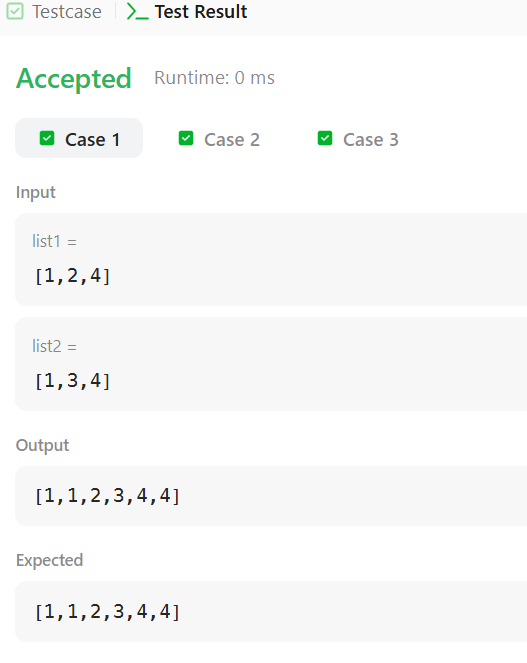 Testcase Test Result
Accepted Runtime: 0 ms
Case 1 Case 2 Case 3
Input
list1 =
[1,2,4]
list2 =
[1,3,4]
Output
[1,1,2,3,4,4]
Expected
[1,1,2,3,4,4]